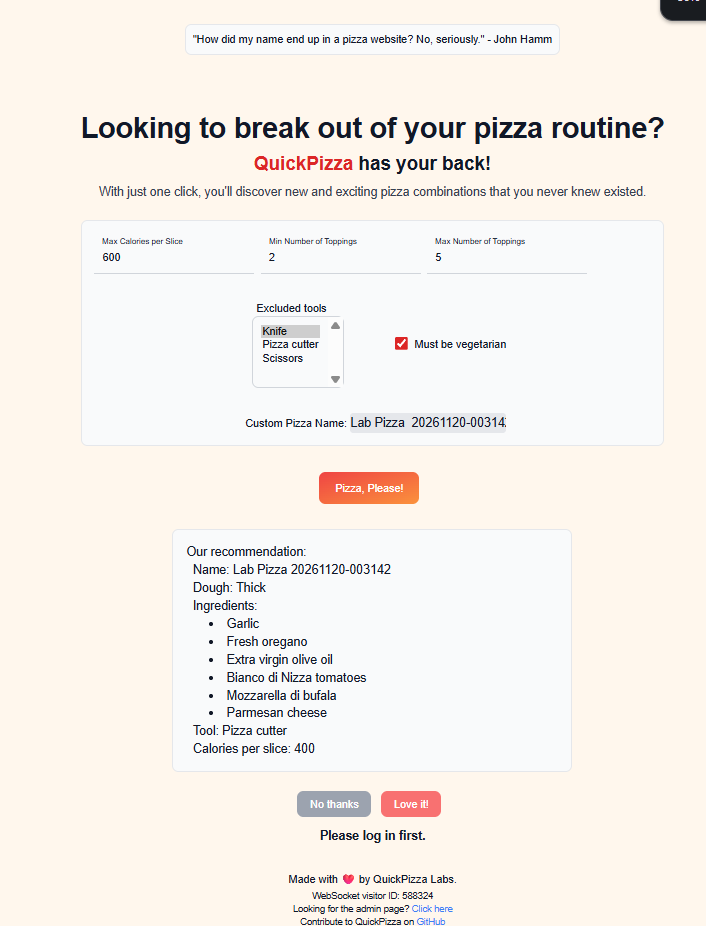 "How did my name end up in a pizza website? No, seriously." - John Hamm
Looking to break out of your pizza routine?
QuickPizza has your back!
With just one click, you'll discover new and exciting pizza combinations that you never knew existed.
Max Calories per Slice
600
Min Number of Toppings
2
Max Number of Toppings
5
Excluded tools
Knife
Pizza cutter
Scissors
Must be vegetarian
Custom Pizza Name: Lab Pizza 20261120-00314
Pizza, Please!
Our recommendation:
Name: Lab Pizza 20261120-003142
Dough: Thick
Ingredients:
• Garlic
• Fresh oregano
• Extra virgin olive oil
• Bianco di Nizza tomatoes
• Mozzarella di bufala
• Parmesan cheese
Tool: Pizza cutter
Calories per slice: 400
No thanks
Love it!
Please log in first.
Made with ❤️ by QuickPizza Labs.
WebSocket visitor ID: 588324
Looking for the admin page? Click here
Contribute to QuickPizza on GitHub